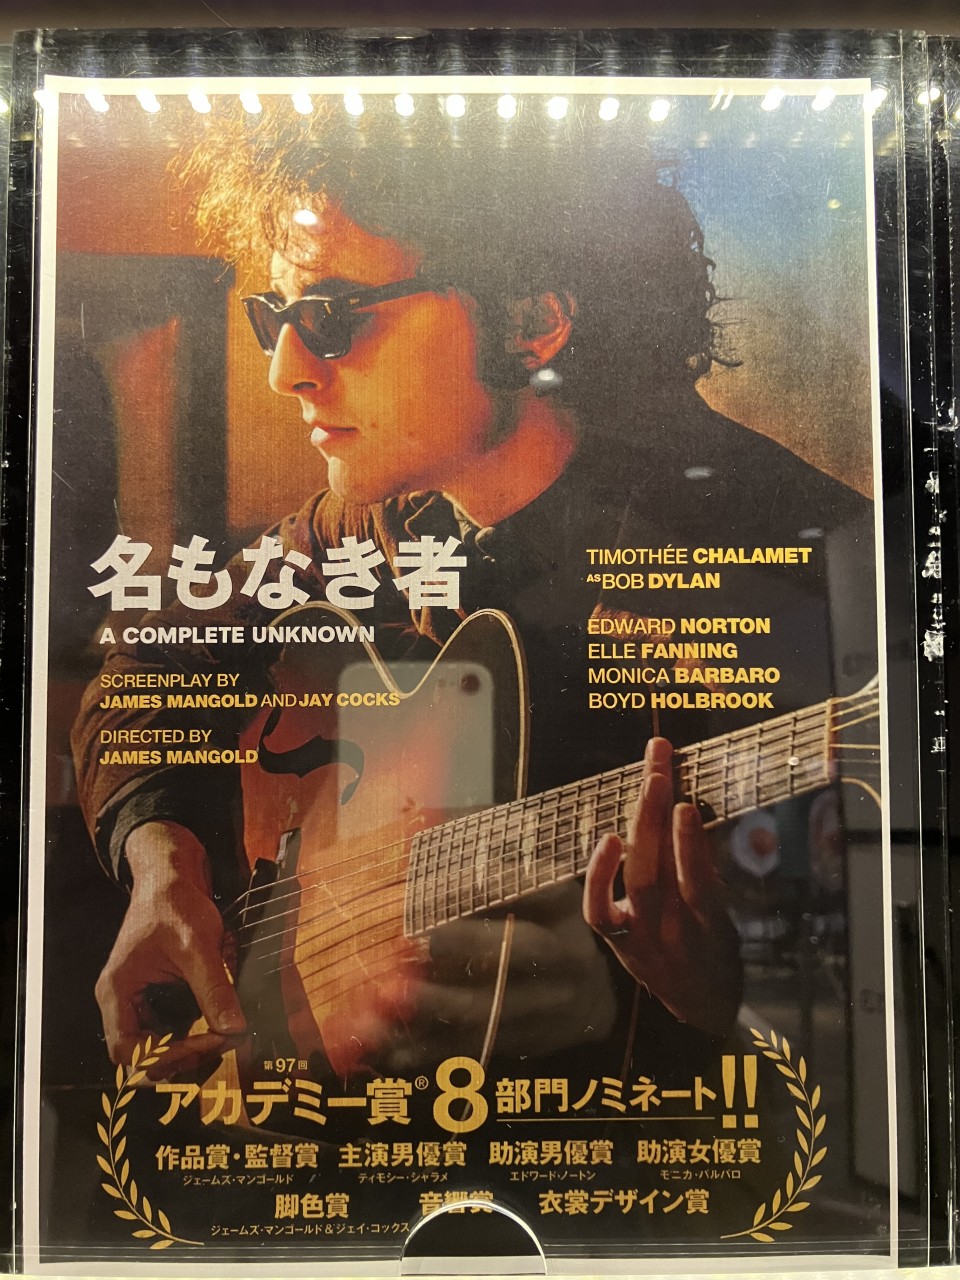 名もなき者
A COMPLETE UNKNOWN
SCREENPLAY BY
JAMES MANGOLD AND JAY COCKS
DIRECTED BY
JAMES MANGOLD
TIMOTHÉE CHALAMET
AS BOB DYLAN
EDWARD NORTON
ELLE FANNING
MONICA BARBARO
BOYD HOLBROOK
第97回
アカデミー賞® 8部門ノミネート!!
作品賞・監督賞 主演男優賞 助演男優賞 助演女優賞
ジェームズ・マンゴールド ティモシー・シャラメ エドワード・ノートン モニカ・バルバロ
脚色賞 音響賞 衣裳デザイン賞
ジェームズ・マンゴールド&ジェイ・コックス